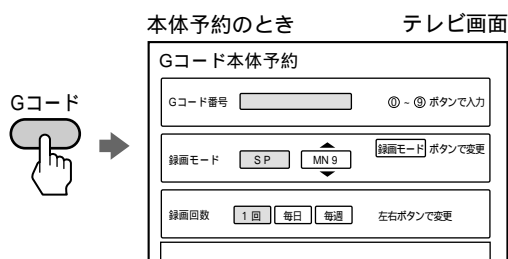 本体予約のとき テレビ画面
Gコード本体予約
Gコード
Gコード番号 ⓪~⑨ ボタンで入力
録画モード SP MN9 録画モード ボタンで変更
録画回数 1回 毎日 毎週 左右ボタンで変更